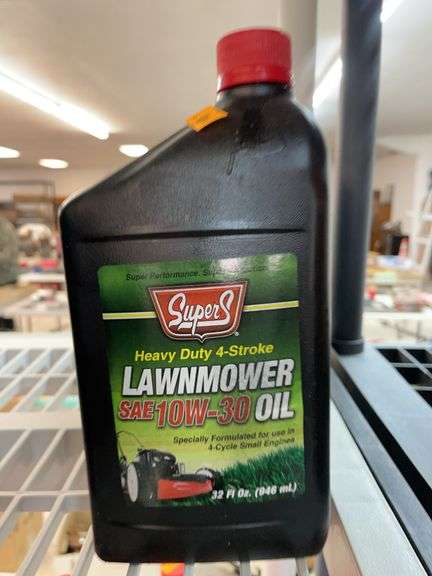 Super Performance. Super Protection.
Super S
Heavy Duty 4-Stroke
LAWNMOWER
SAE 10W-30 OIL
Specially Formulated for use in
4-Cycle Small Engines
32 Fl Oz. (946 mL)